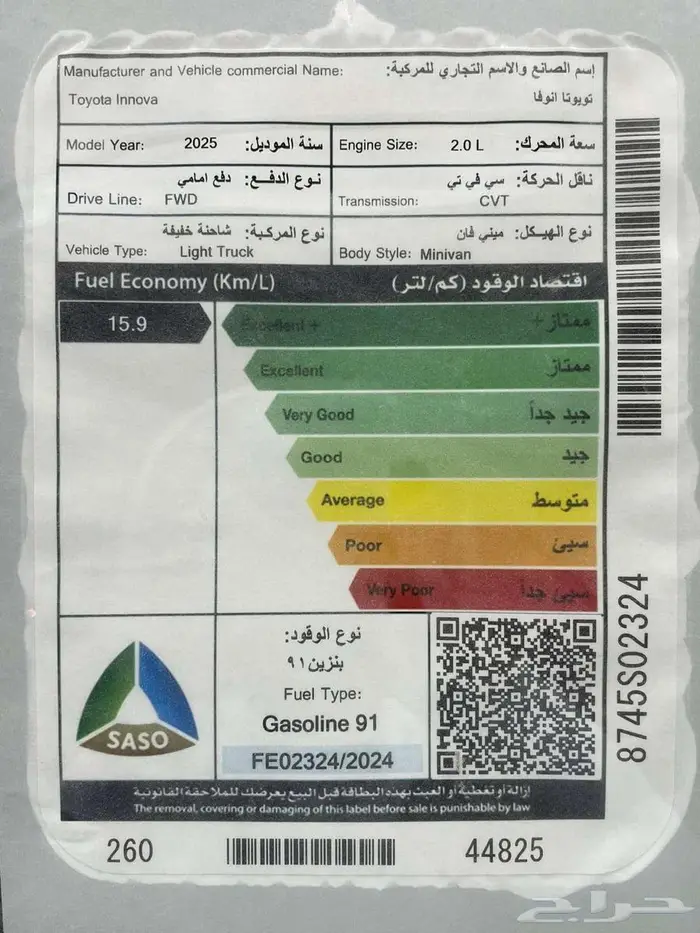 Manufacturer and Vehicle commercial Name: إسم الصانع والاسم التجاري للمركبة:
Toyota Innova تويوتا انوفا
Model Year: 2025 سنة الموديل: Engine Size: 2.0 L سعة المحرك:
نوع الدفع: دفع امامي ناقل الحركة: سي في تي
Drive Line: FWD Transmission: CVT
نوع المركبة: شاحنة خفيفة نوع الهيكل: ميني فان
Vehicle Type: Light Truck Body Style: Minivan
Fuel Economy (Km/L) اقتصاد الوقود (كم/لتر)
15.9 Excellent + ممتاز +
Excellent ممتاز
Very Good جيد جداً
Good جيد
Average متوسط
Poor سيئ
Very Poor سيئ جداً
نوع الوقود:
بنزين ٩١
Fuel Type:
Gasoline 91
FE02324/2024
SASO
إزالة أو تغطية أو العبث بهذه البطاقة قبل البيع يعرضك للملاحقة القانونية
The removal, covering or damaging of this label before sale is punishable by law
260 44825
8745S02324
حراج